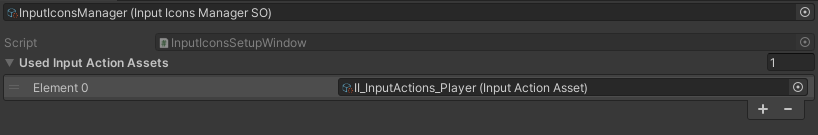 InputIconsManager (Input Icons Manager SO)
Script InputIconsSetupWindow
Used Input Action Assets 1
Element 0 II_InputActions_Player (Input Action Asset)
+ -